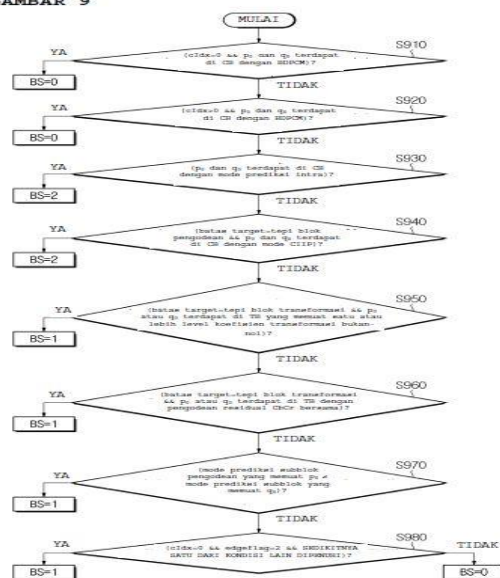 GAMBAR 9
MULAI
S910
YA
(cIdx=0 && p₀ dan q₀ terdapat
di CB dengan BDPCM)?
BS=0
TIDAK
S920
YA
(cIdx>0 && p₀ dan q₀ terdapat
di CB dengan BDPCM)?
BS=0
TIDAK
S930
YA
(p₀ dan q₀ terdapat di CB
dengan mode prediksi intra)?
BS=2
TIDAK
S940
YA
(batas target=tepi blok
pengodean && p₀ dan q₀ terdapat
di CB dengan mode CIIP)?
BS=2
TIDAK
S950
YA
(batas target=tepi blok transformasi && p₀
atau q₀ terdapat di TB yang memuat satu atau
lebih level koefisien transformasi bukan-
nol)?
BS=1
TIDAK
S960
YA
(batas target=tepi blok transformasi
&& p₀ atau q₀ terdapat di TB dengan
pengodean residual CbCr bersama)?
BS=1
TIDAK
S970
YA
(mode prediksi subblok
pengodean yang memuat p₀ ≠
mode prediksi subblok yang
memuat q₀)?
BS=1
TIDAK
S980
YA
(cIdx=0 && edgeflag=2 && SEDIKITNYA
SATU DARI KONDISI LAIN DIPENUHI)?
TIDAK
BS=1
BS=0